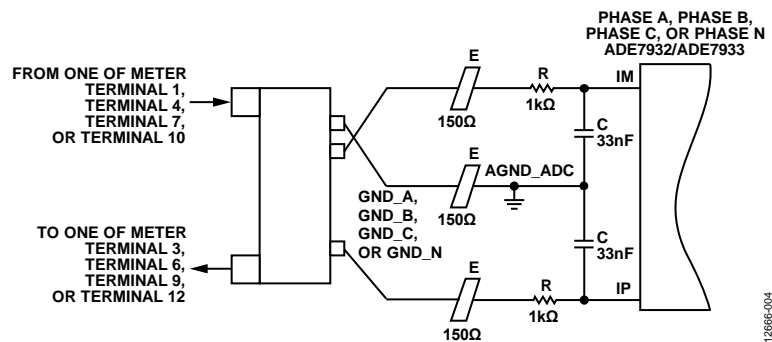 PHASE A, PHASE B,
PHASE C, OR PHASE N
ADE7932/ADE7933
FROM ONE OF METER
TERMINAL 1,
TERMINAL 4,
TERMINAL 7,
OR TERMINAL 10
E
150Ω
R
1kΩ
IM
C
33nF
E
150Ω
AGND_ADC
GND_A,
GND_B,
GND_C,
OR GND_N
TO ONE OF METER
TERMINAL 3,
TERMINAL 6,
TERMINAL 9,
OR TERMINAL 12
C
33nF
E
150Ω
R
1kΩ
IP
12666-004